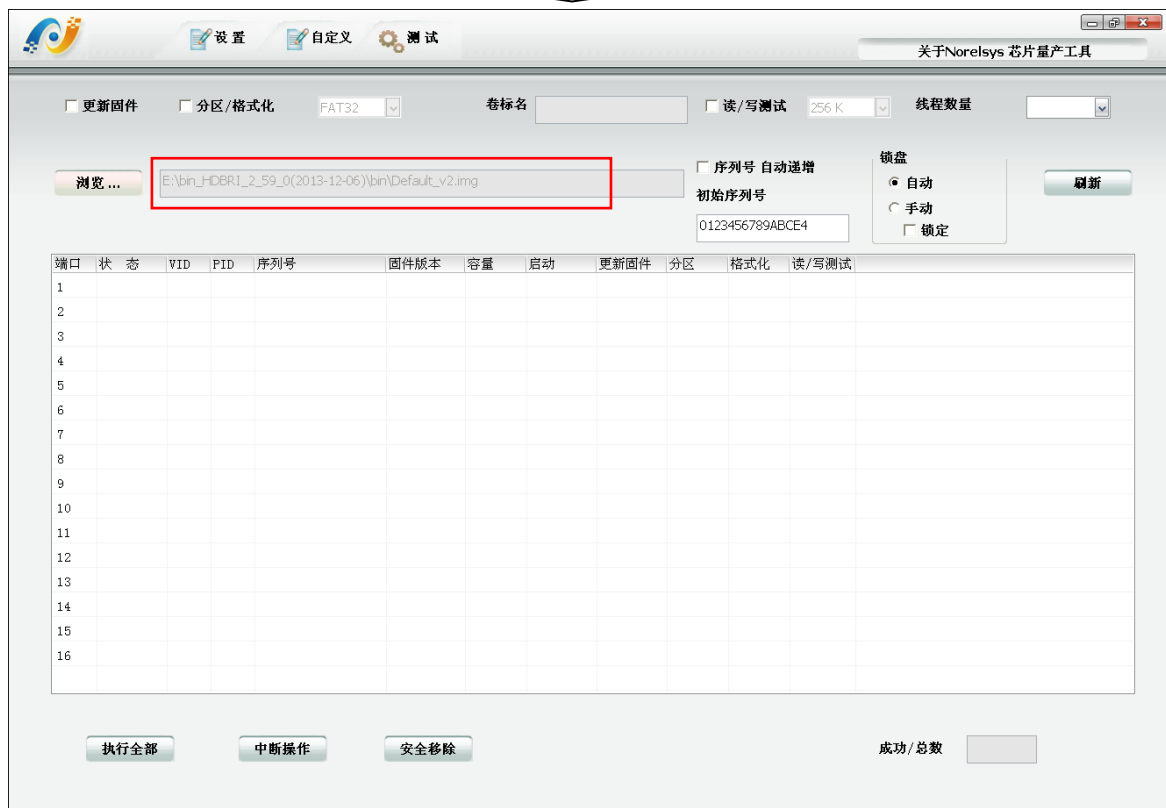 设 置 自定义 测 试
关于Norelsys 芯片量产工具
更新固件 分区/格式化 FAT32 卷标名 读/写测试 256 K 线程数量
浏览 ... E:\bin_HDBRI_2_59_0(2013-12-06)\bin\Default_v2.img
序列号 自动递增
初始序列号
0123456789ABCE4
锁盘
自动
手动
锁定
刷新
端口 状 态 VID PID 序列号 固件版本 容量 启动 更新固件 分区 格式化 读/写测试
1
2
3
4
5
6
7
8
9
10
11
12
13
14
15
16
执行全部 中断操作 安全移除 成功/总数